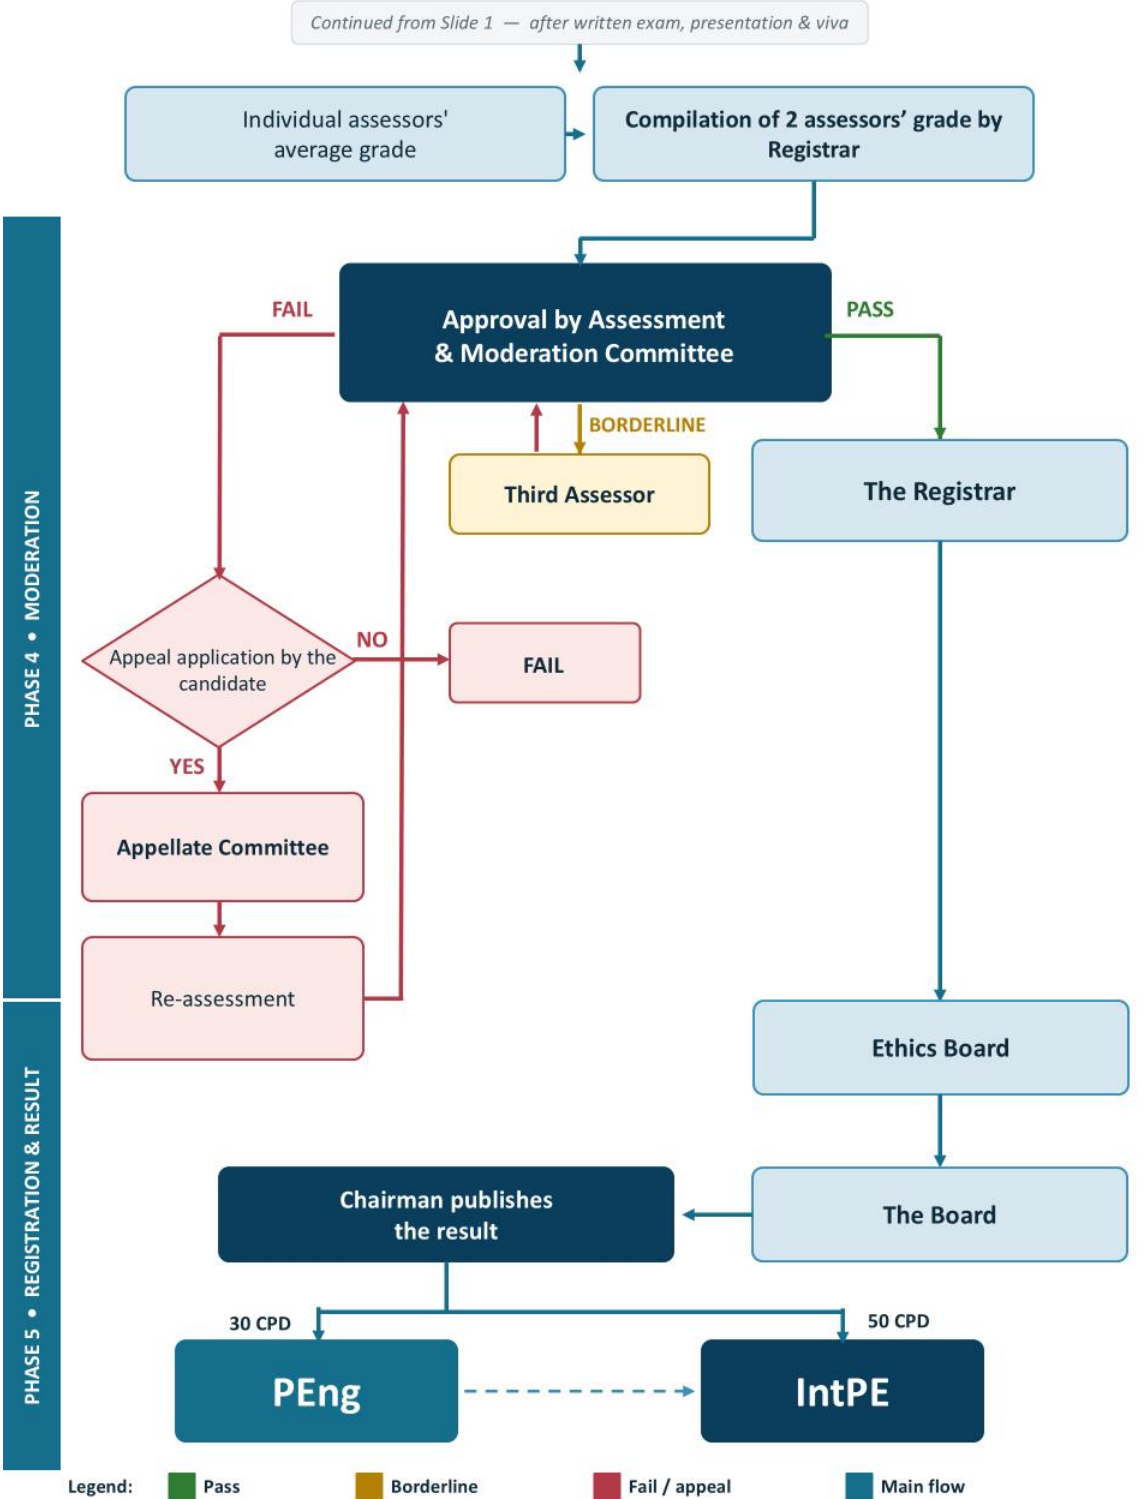 Continued from Slide 1 — after written exam, presentation & viva
Individual assessors'
average grade
Compilation of 2 assessors’ grade by
Registrar
Approval by Assessment
& Moderation Committee
FAIL
PASS
BORDERLINE
Third Assessor
The Registrar
PHASE 4 • MODERATION
Appeal application by the
candidate
NO
FAIL
YES
Appellate Committee
Re-assessment
Ethics Board
PHASE 5 • REGISTRATION & RESULT
The Board
Chairman publishes
the result
30 CPD
50 CPD
PEng
IntPE
Legend:
Pass
Borderline
Fail / appeal
Main flow